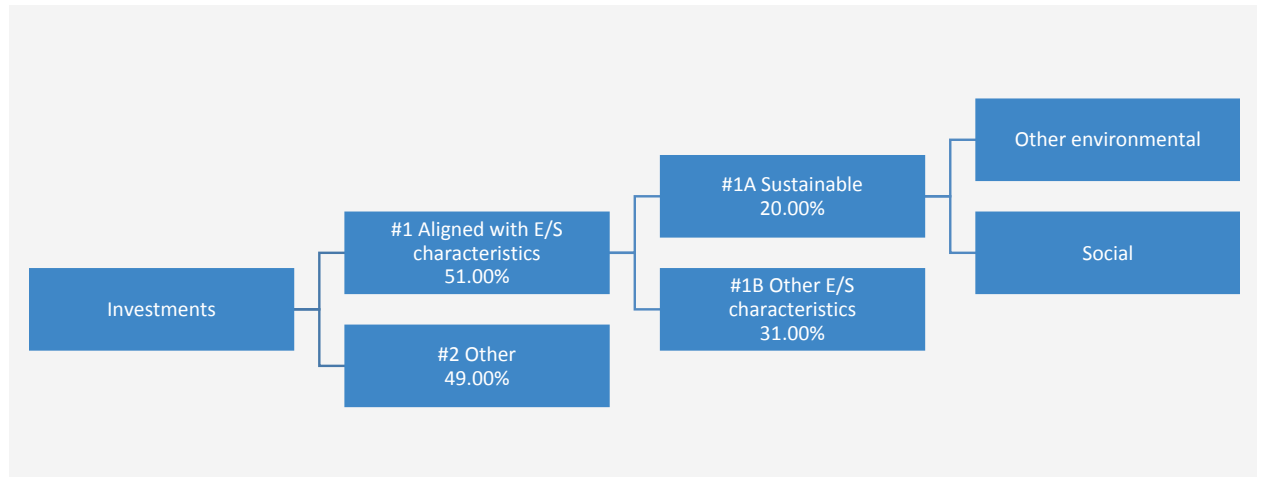 Investments
#1 Aligned with E/S
characteristics
51.00%
#2 Other
49.00%
#1A Sustainable
20.00%
#1B Other E/S
characteristics
31.00%
Other environmental
Social